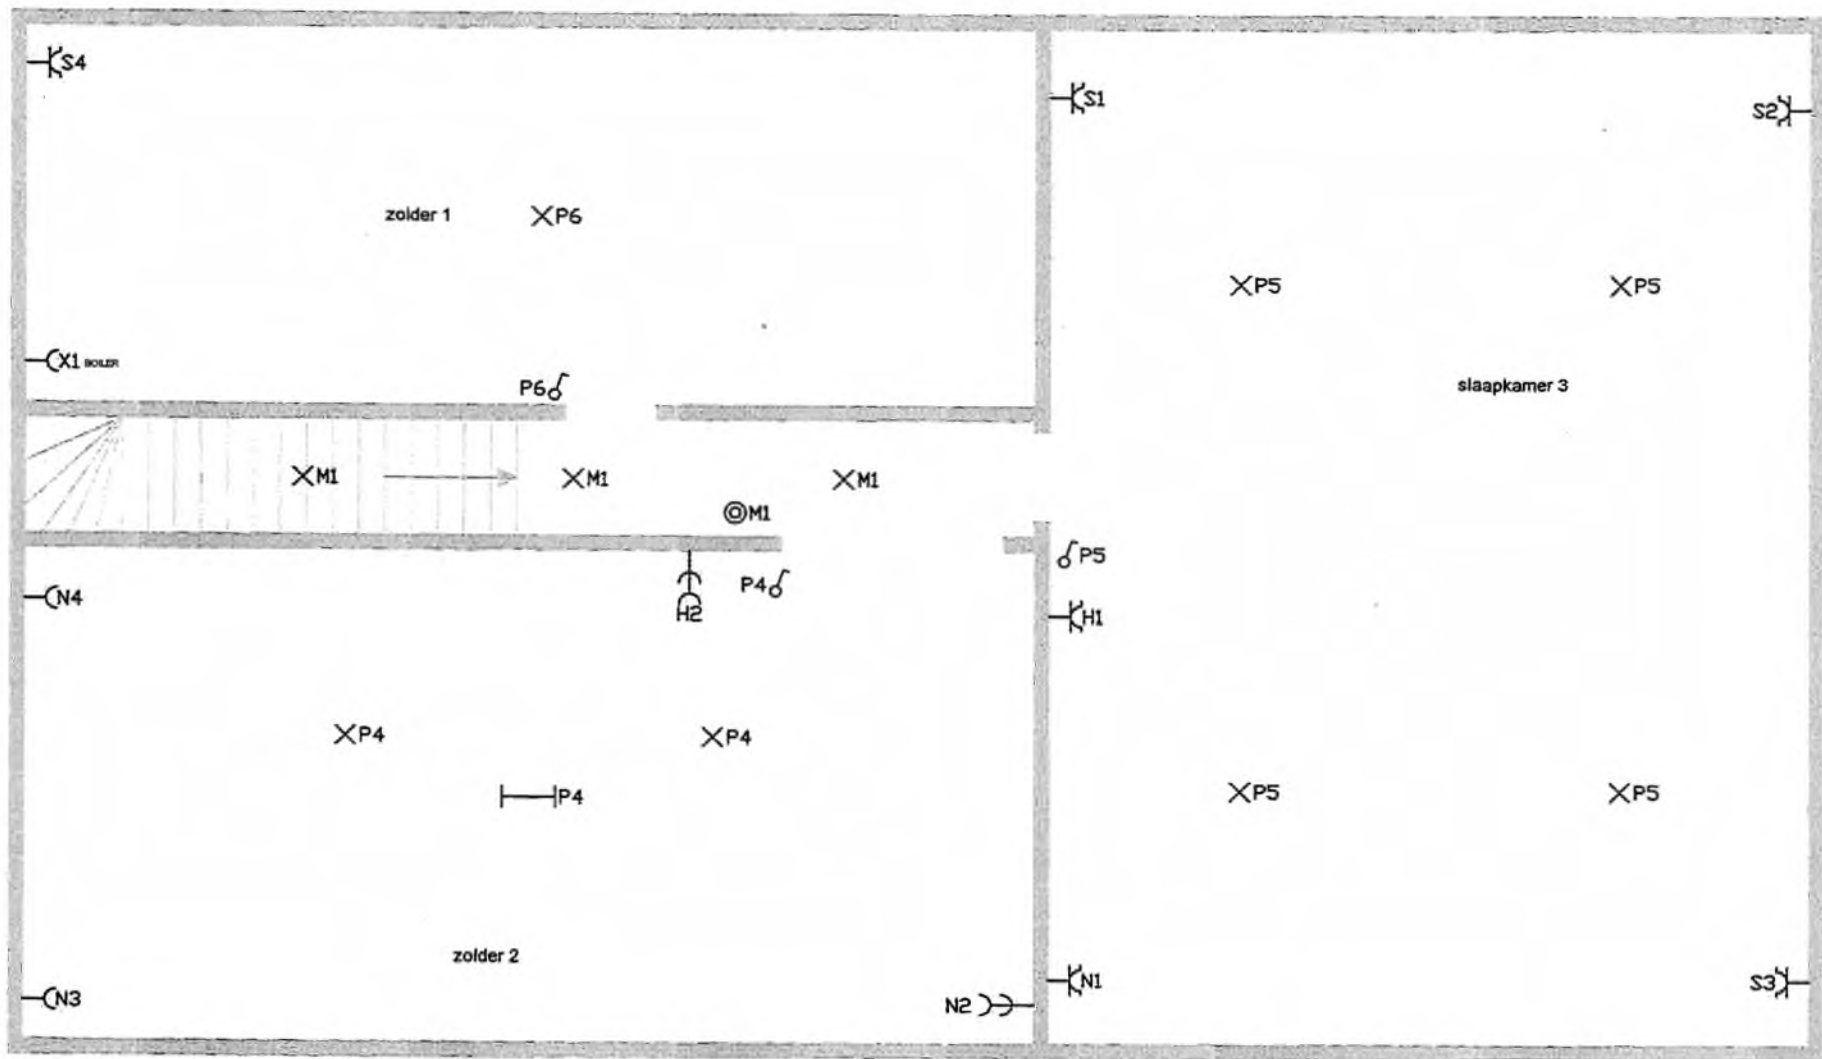 S4
S1
S2
zolder 1
P6
P5
P5
X1 BOILER
P6
slaapkamer 3
M1
M1
M1
M1
P5
P4
N4
H2
H1
P4
P4
P4
P5
P5
zolder 2
N3
N2
N1
S3